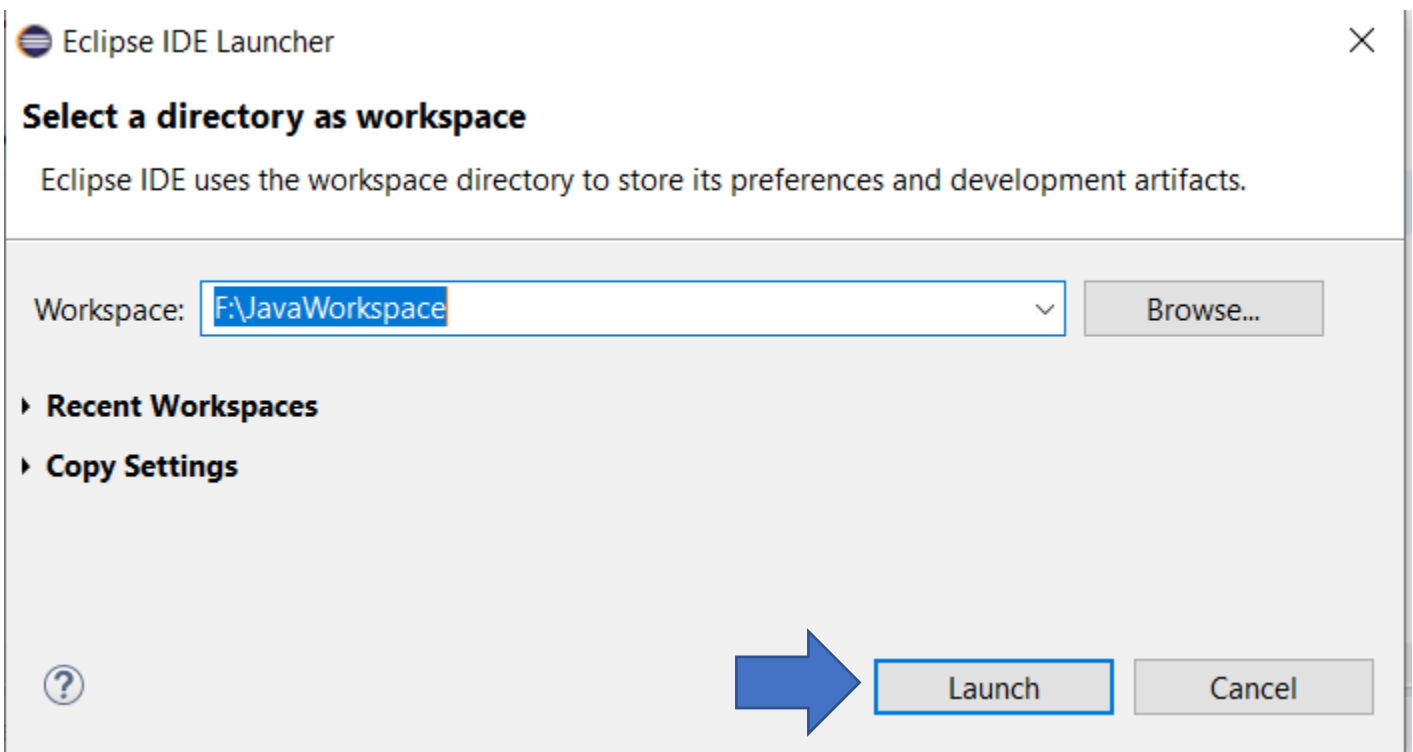 Eclipse IDE Launcher
Select a directory as workspace
Eclipse IDE uses the workspace directory to store its preferences and development artifacts.
Workspace: F:\JavaWorkspace Browse...
Recent Workspaces
Copy Settings
? Launch Cancel